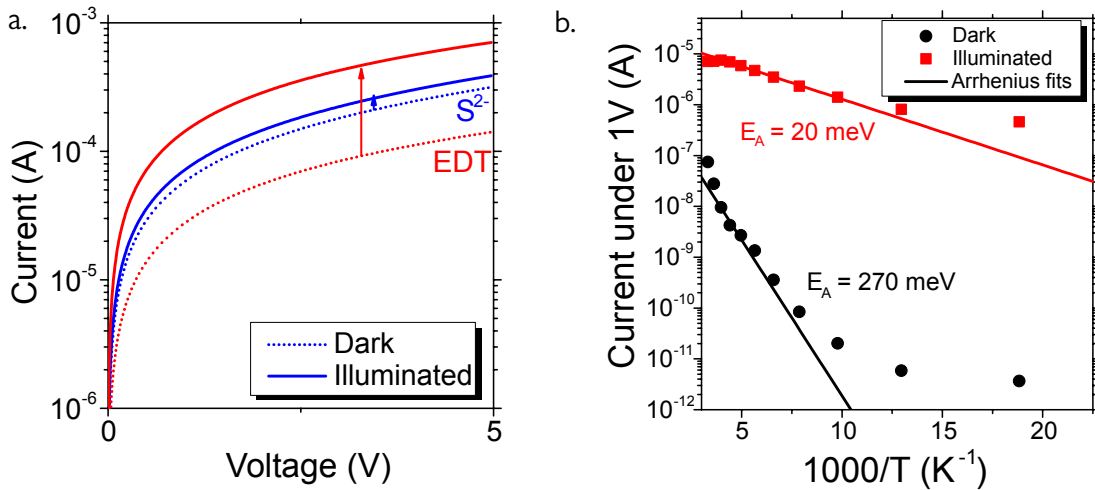 a.
10⁻³
10⁻⁴
10⁻⁵
10⁻⁶
Current (A)
S²⁻
EDT
Dark
Illuminated
0
5
Voltage (V)
b.
10⁻⁵
10⁻⁶
10⁻⁷
10⁻⁸
10⁻⁹
10⁻¹⁰
10⁻¹¹
10⁻¹²
Current under 1V (A)
Dark
Illuminated
Arrhenius fits
E_A = 20 meV
E_A = 270 meV
5
10
15
20
1000/T (K⁻¹)